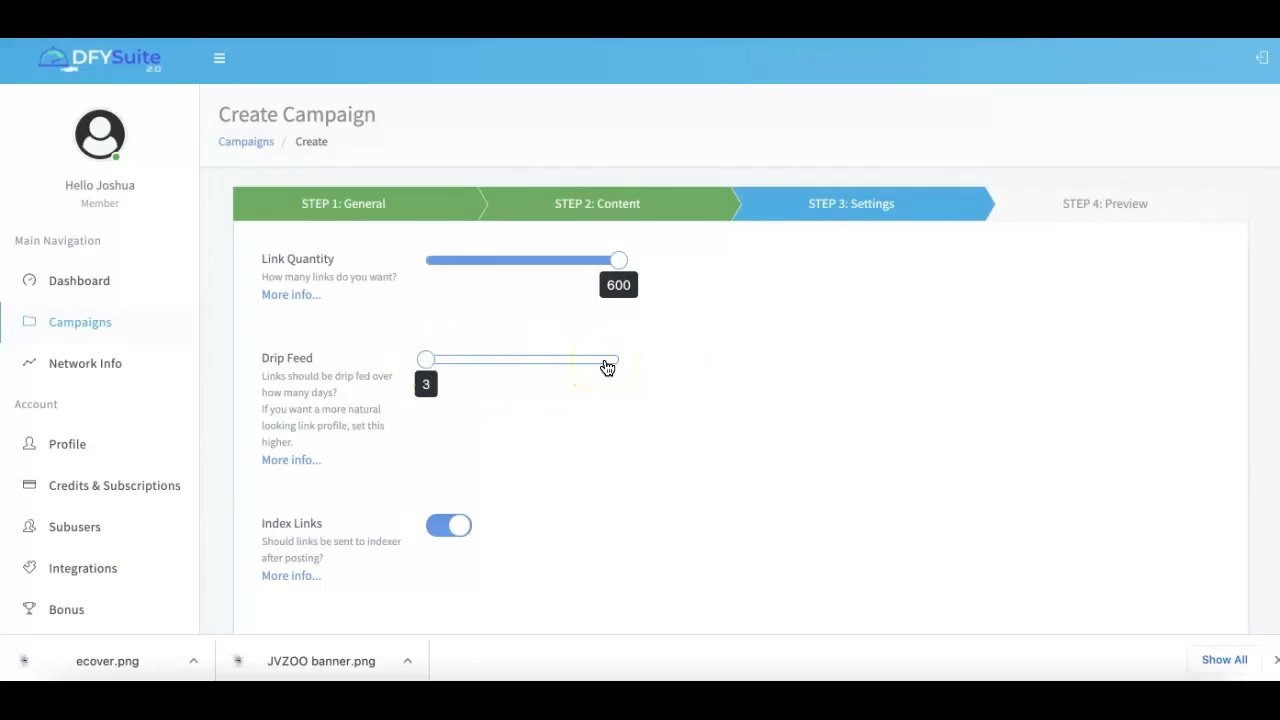 DFYSuite
2.0
Create Campaign
Campaigns / Create
Hello Joshua
Member
Main Navigation
Dashboard
Campaigns
Network Info
Account
Profile
Credits & Subscriptions
Subusers
Integrations
Bonus
STEP 1: General
STEP 2: Content
STEP 3: Settings
STEP 4: Preview
Link Quantity
How many links do you want?
More info...
600
Drip Feed
Links should be drip fed over
how many days?
If you want a more natural
looking link profile, set this
higher.
More info...
3
Index Links
Should links be sent to indexer
after posting?
More info...
ecover.png
JVZOO banner.png
Show All